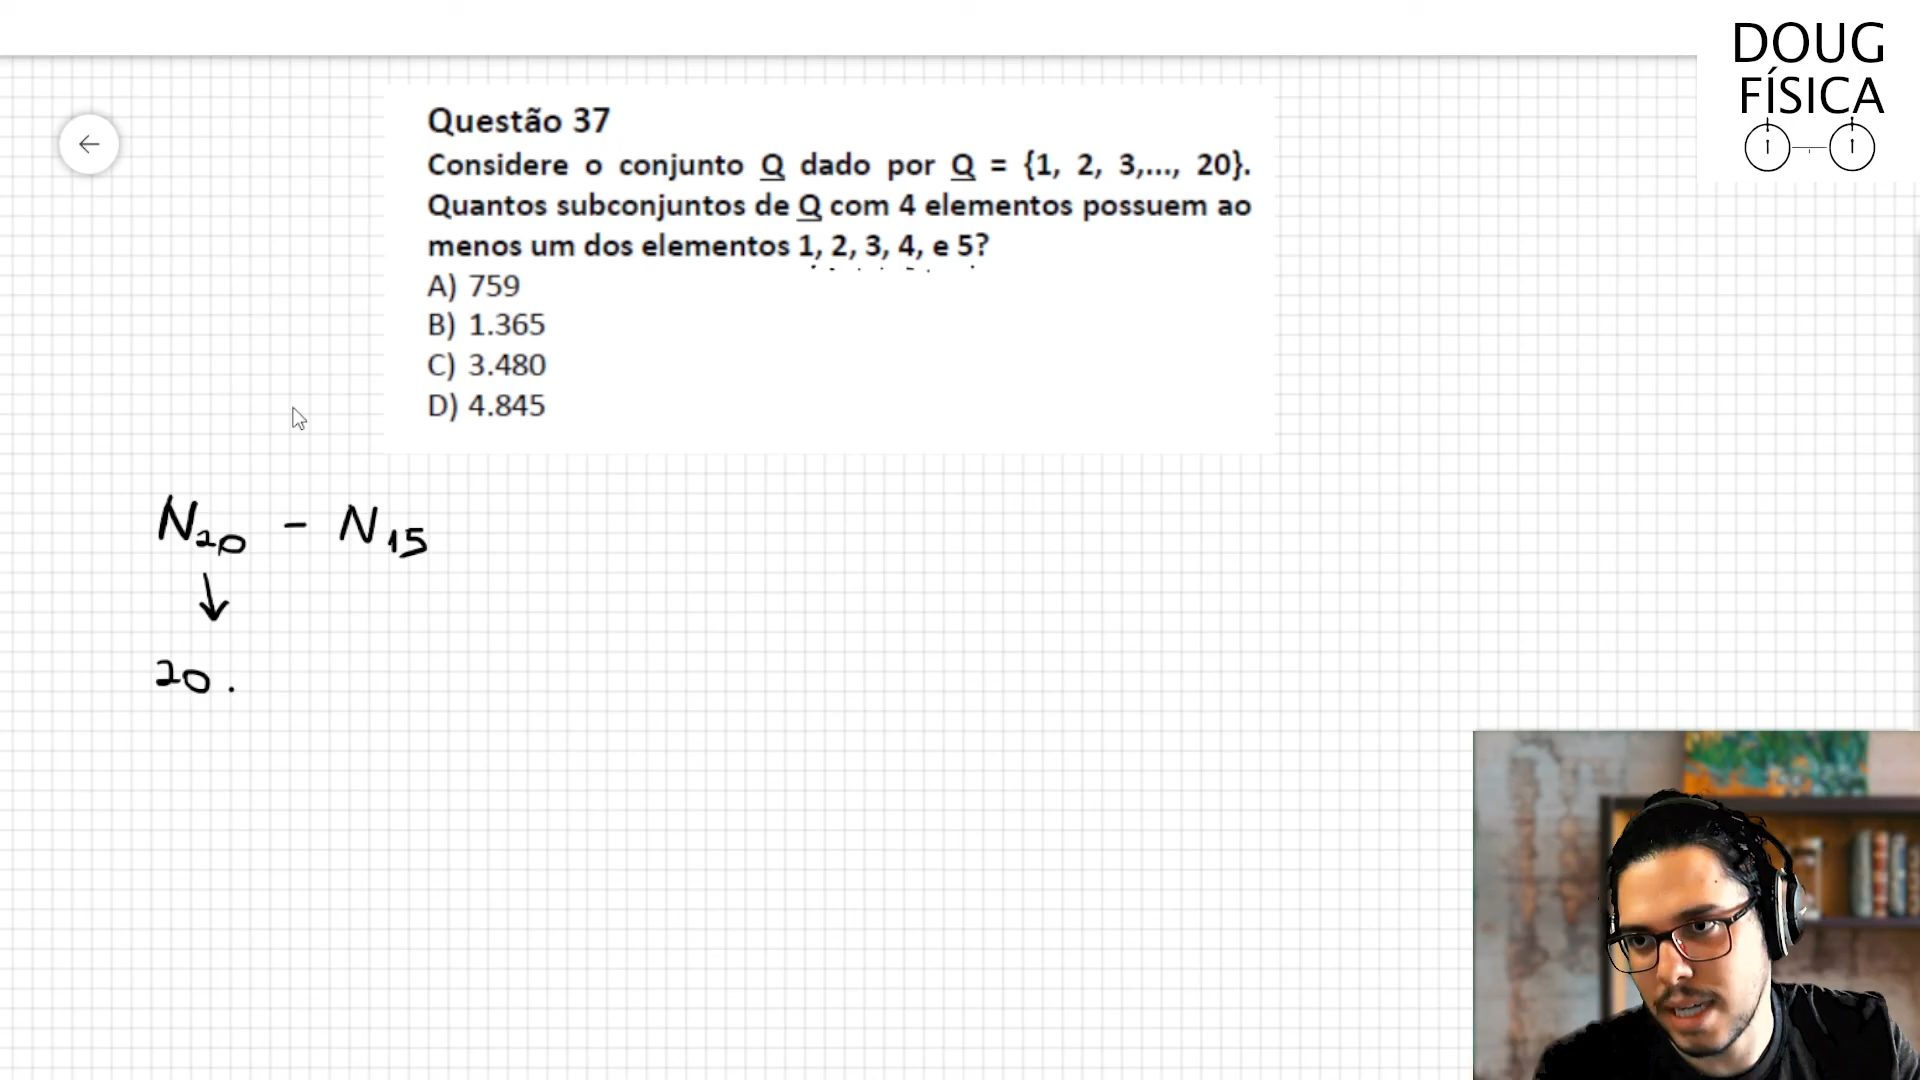 DOUG
FÍSICA
Questão 37
Considere o conjunto Q dado por Q = {1, 2, 3,..., 20}.
Quantos subconjuntos de Q com 4 elementos possuem ao
menos um dos elementos 1, 2, 3, 4, e 5?
A) 759
B) 1.365
C) 3.480
D) 4.845
N₂₀ - N₁₅
↓
20.